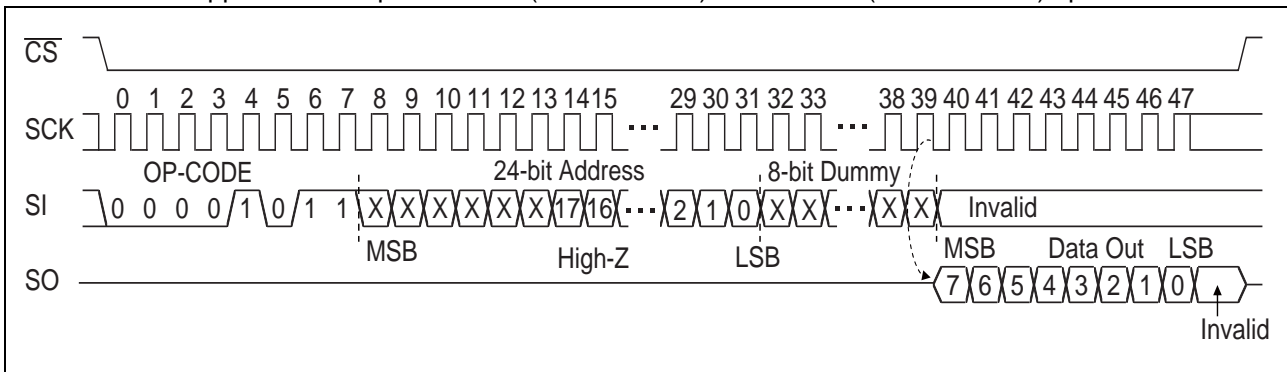 CS
0 1 2 3 4 5 6 7 8 9 10 11 12 13 14 15 29 30 31 32 33 38 39 40 41 42 43 44 45 46 47
SCK ... ...
OP-CODE 24-bit Address 8-bit Dummy
SI 0 0 0 0 1 0 1 1 X X X X X X 17 16 ... 2 1 0 X X ... X X Invalid
MSB High-Z LSB MSB Data Out LSB
SO 7 6 5 4 3 2 1 0
Invalid